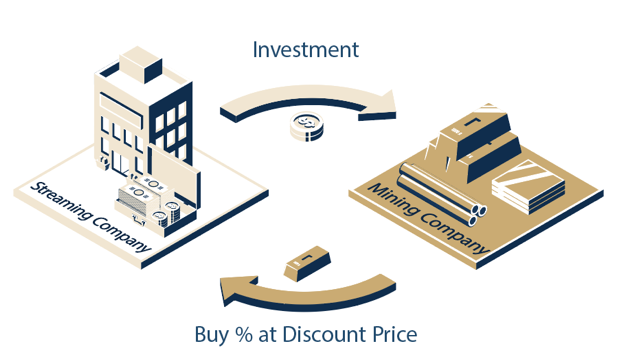 Investment
Streaming Company
Mining Company
Buy % at Discount Price